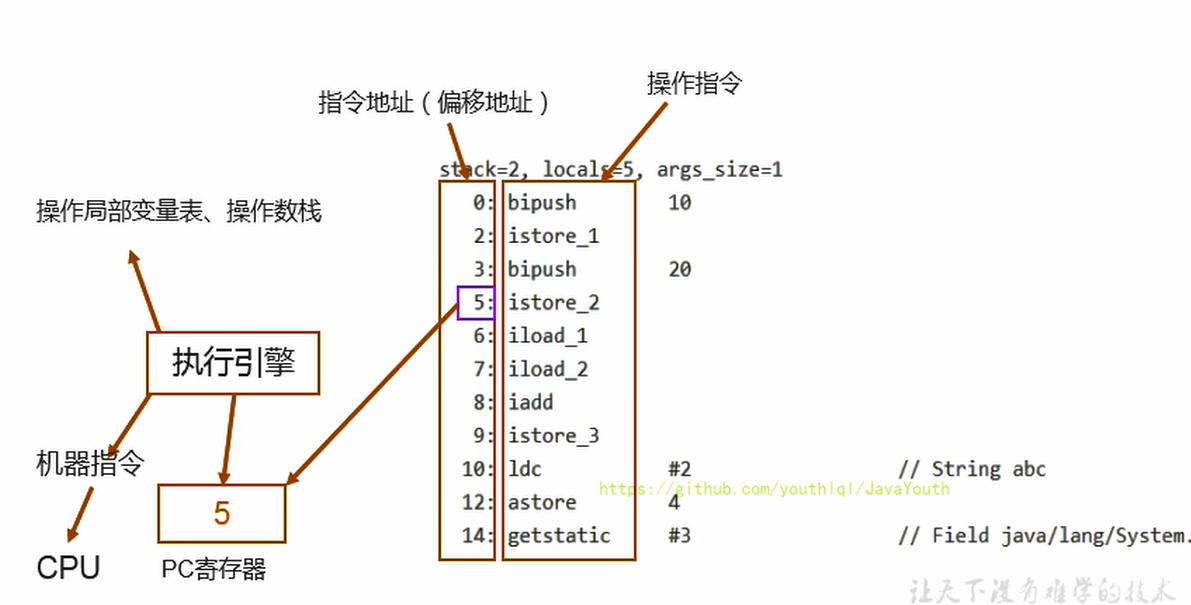 操作指令
指令地址（偏移地址）
stack=2, locals=5, args_size=1
0: bipush 10
2: istore_1
3: bipush 20
5: istore_2
6: iload_1
7: iload_2
8: iadd
9: istore_3
10: ldc #2 // String abc
12: astore 4
14: getstatic #3 // Field java/lang/System.
操作局部变量表、操作数栈
执行引擎
机器指令
5
CPU
PC寄存器
https://github.com/youthlql/JavaYouth
让天下没有难学的技术